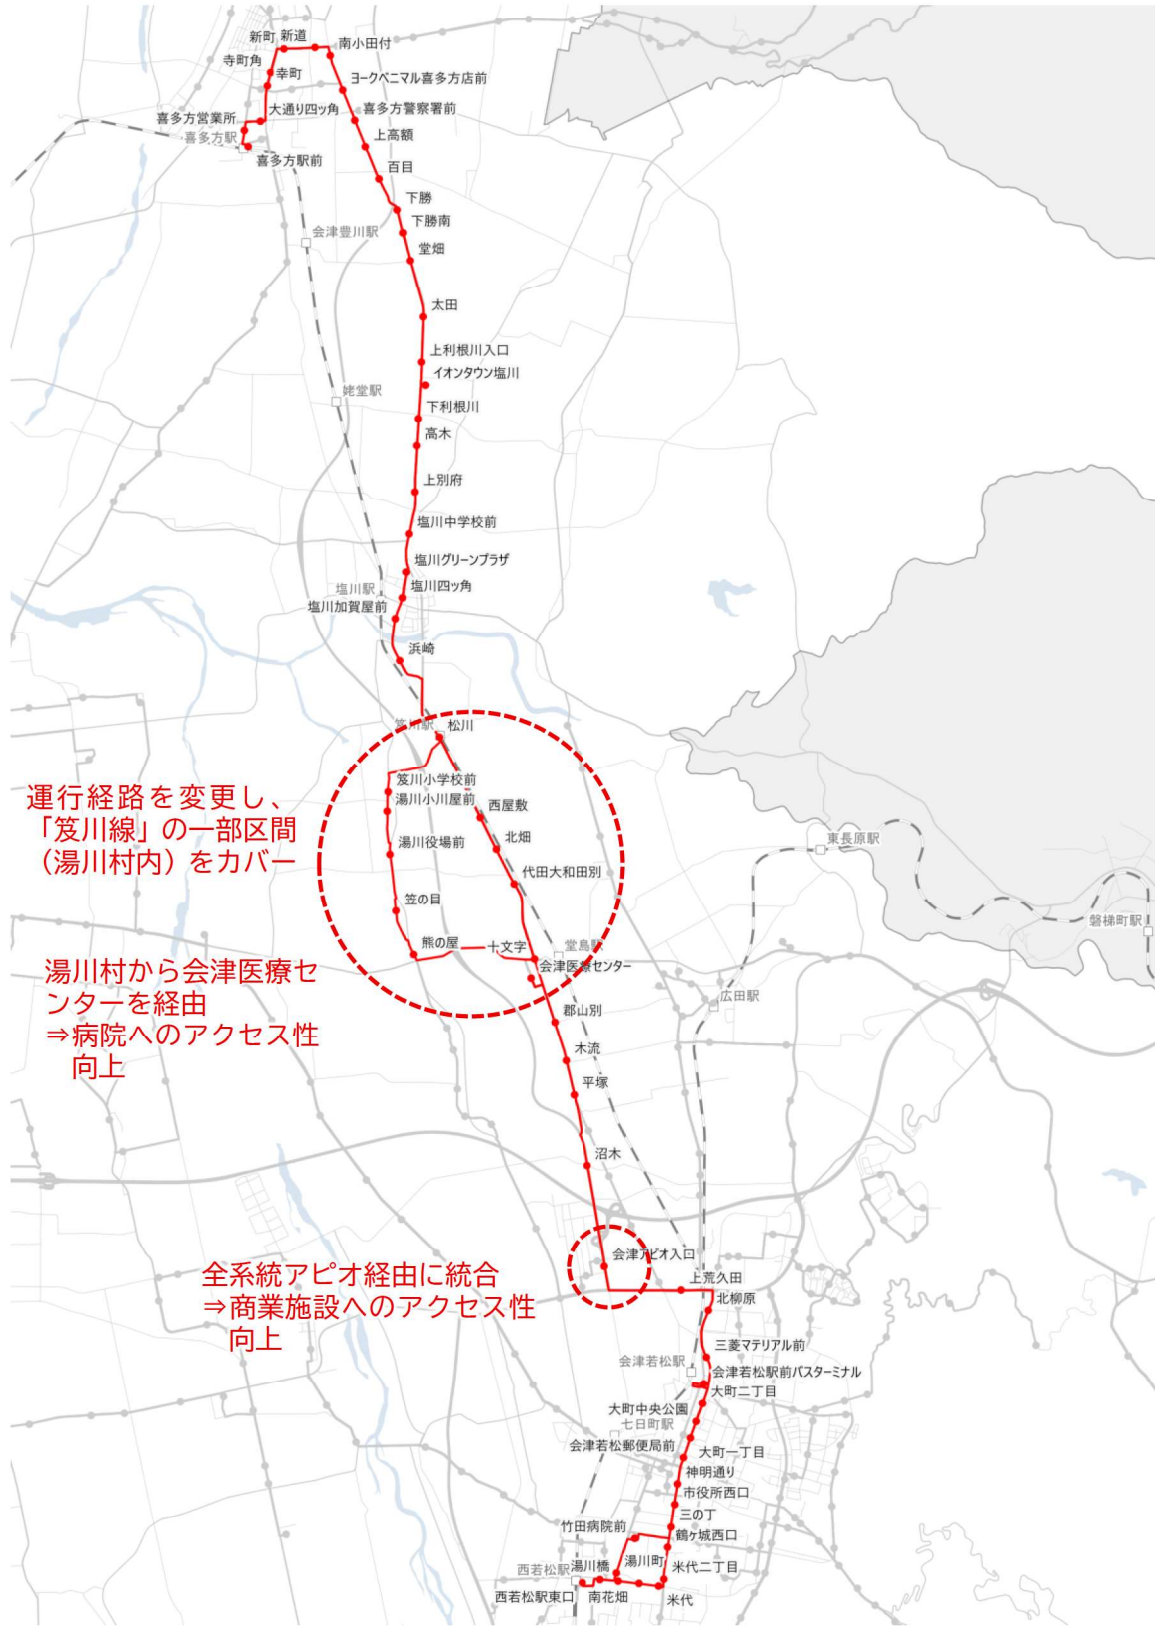 新町 新道
南小田付
寺町角
幸町
ヨークベニマル喜多方店前
喜多方営業所
大通り四ッ角
喜多方警察署前
喜多方駅
上高額
喜多方駅前
百目
下勝
下勝南
会津豊川駅
堂畑
太田
上利根川入口
イオンタウン塩川
姥堂駅
下利根川
高木
上別府
塩川中学校前
塩川グリーンプラザ
塩川駅
塩川四ッ角
塩川加賀屋前
浜崎
笈川駅
松川
笈川小学校前
湯川小川屋前
西屋敷
運行経路を変更し、
「笈川線」の一部区間
（湯川村内）をカバー
湯川役場前
北畑
東長原駅
代田大和田別
笠の目
磐梯町駅
熊の屋
十文字
堂島駅
会津医療センター
湯川村から会津医療セ
ンターを経由
⇒病院へのアクセス性
向上
広田駅
郡山別
木流
平塚
沼木
会津アピオ入口
全系統アピオ経由に統合
⇒商業施設へのアクセス性
向上
上荒久田
北柳原
三菱マテリアル前
会津若松駅
会津若松駅前バスターミナル
大町二丁目
大町中央公園
七日町駅
会津若松郵便局前
大町一丁目
神明通り
市役所西口
三の丁
竹田病院前
鶴ヶ城西口
西若松駅
湯川橋
湯川町
米代二丁目
西若松駅東口
南花畑
米代